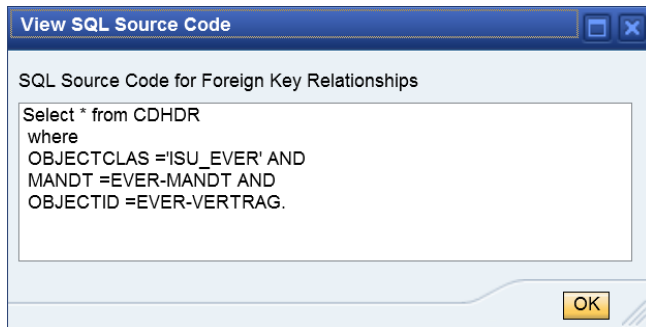 View SQL Source Code
SQL Source Code for Foreign Key Relationships
Select * from CDHDR
where
OBJECTCLAS ='ISU_EVER' AND
MANDT =EVER-MANDT AND
OBJECTID =EVER-VERTRAG.
OK